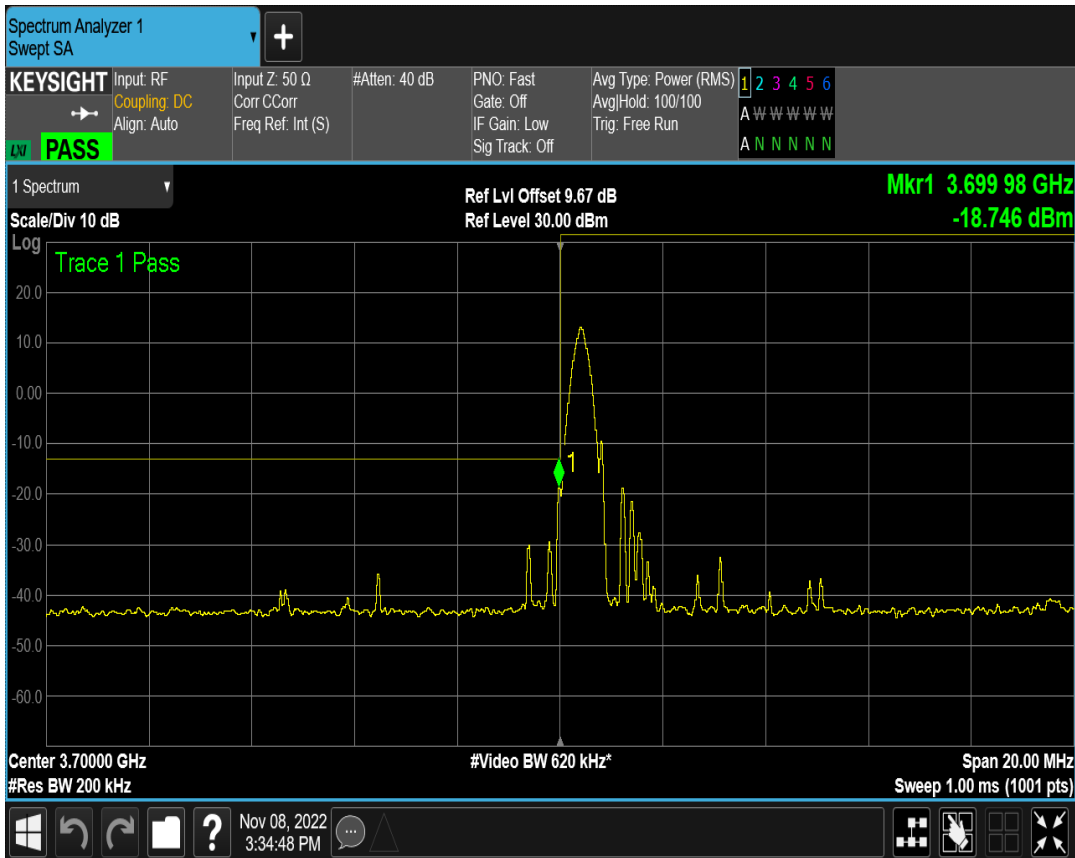 Spectrum Analyzer 1
Swept SA
KEYSIGHT
LXI PASS
Input: RF
Coupling: DC
Align: Auto
Input Z: 50 Ω
Corr CCorr
Freq Ref: Int (S)
#Atten: 40 dB
PNO: Fast
Gate: Off
IF Gain: Low
Sig Track: Off
Avg Type: Power (RMS)
Avg|Hold: 100/100
Trig: Free Run
1 2 3 4 5 6
A W W W W W
A N N N N N
1 Spectrum
Scale/Div 10 dB
Ref Lvl Offset 9.67 dB
Ref Level 30.00 dBm
Mkr1 3.699 98 GHz
-18.746 dBm
Log
Trace 1 Pass
20.0
10.0
0.00
-10.0
1
-20.0
-30.0
-40.0
-50.0
-60.0
Center 3.70000 GHz
#Res BW 200 kHz
#Video BW 620 kHz*
Span 20.00 MHz
Sweep 1.00 ms (1001 pts)
?
Nov 08, 2022
3:34:48 PM